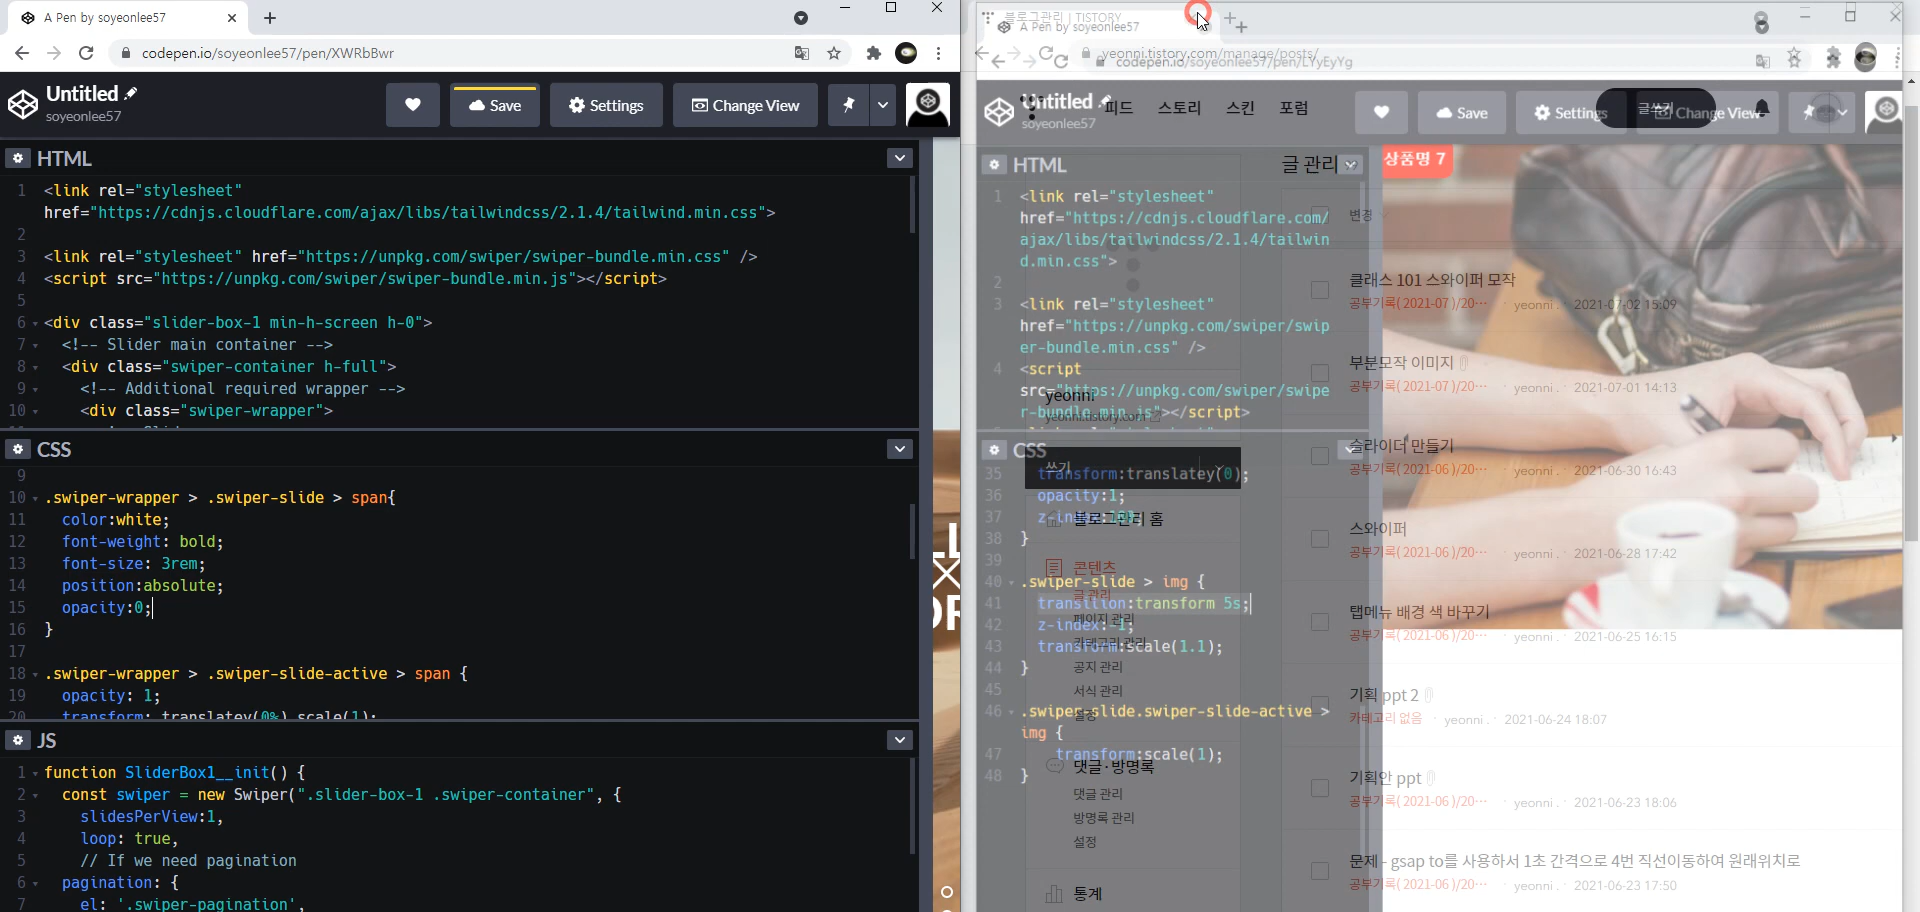 A Pen by soyeonlee57
codepen.io/soyeonlee57/pen/XWRbBwr
Untitled
soyeonlee57
Save
Settings
Change View
HTML
1 <link rel="stylesheet"
href="https://cdnjs.cloudflare.com/ajax/libs/tailwindcss/2.1.4/tailwind.min.css">
2
3 <link rel="stylesheet" href="https://unpkg.com/swiper/swiper-bundle.min.css" />
4 <script src="https://unpkg.com/swiper/swiper-bundle.min.js"></script>
5
6 <div class="slider-box-1 min-h-screen h-0">
7 <!-- Slider main container -->
8 <div class="swiper-container h-full">
9 <!-- Additional required wrapper -->
10 <div class="swiper-wrapper">
CSS
9
10 .swiper-wrapper > .swiper-slide > span{
11 color:white;
12 font-weight: bold;
13 font-size: 3rem;
14 position:absolute;
15 opacity:0;
16 }
17
18 .swiper-wrapper > .swiper-slide-active > span {
19 opacity: 1;
20 transform: translatey(0%) scale(1);
JS
1 function SliderBox1__init() {
2 const swiper = new Swiper(".slider-box-1 .swiper-container", {
3 slidesPerView:1,
4 loop: true,
5 // If we need pagination
6 pagination: {
7 el: '.swiper-pagination',
블로그관리 | TISTORY
A Pen by soyeonlee57
yeonni.tistory.com/manage/posts/
codepen.io/soyeonlee57/pen/LYyEyYg
Untitled
soyeonlee57
피드 스토리 스킨 포럼
Save
Settings
글쓰기
Change View
HTML
글 관리
상품명 7
1 <link rel="stylesheet"
href="https://cdnjs.cloudflare.com/
ajax/libs/tailwindcss/2.1.4/tailwin
d.min.css">
2
3 <link rel="stylesheet"
href="https://unpkg.com/swiper/swip
er-bundle.min.css" />
4 <script
src="https://unpkg.com/swiper/swipe
r-bundle.min.js"></script>
yeonni
yeonni.tistory.com
CSS
쓰기
35 transform:translatey(0);
36 opacity:1;
37
38 }
39
40 .swiper-slide > img {
41 transition:transform 5s;
42 z-index:-1;
43 transform:scale(1.1);
44 }
45
46 .swiper-slide.swiper-slide-active >
img {
47 transform:scale(1);
48 }
블로그관리 홈
콘텐츠
글 관리
페이지 관리
카테고리 관리
공지 관리
서식 관리
설정
댓글·방명록
댓글 관리
방명록 관리
설정
통계
변경
클래스 101 스와이퍼 모작
공부기록(2021-07)/20··· · yeonni . · 2021-07-02 15:09
부분모작 이미지
공부기록(2021-07)/20··· · yeonni . · 2021-07-01 14:13
슬라이더 만들기
공부기록(2021-06)/20··· · yeonni . · 2021-06-30 16:43
스와이퍼
공부기록(2021-06)/20··· · yeonni . · 2021-06-28 17:42
탭메뉴 배경 색 바꾸기
공부기록(2021-06)/20··· · yeonni . · 2021-06-25 16:15
기획 ppt 2
카테고리 없음 · yeonni . · 2021-06-24 18:07
기획안 ppt
공부기록(2021-06)/20··· · yeonni . · 2021-06-23 18:06
문제 - gsap to를 사용하서 1초 간격으로 4번 직선이동하여 원래위치로
공부기록(2021-06)/20··· · yeonni . · 2021-06-23 17:50